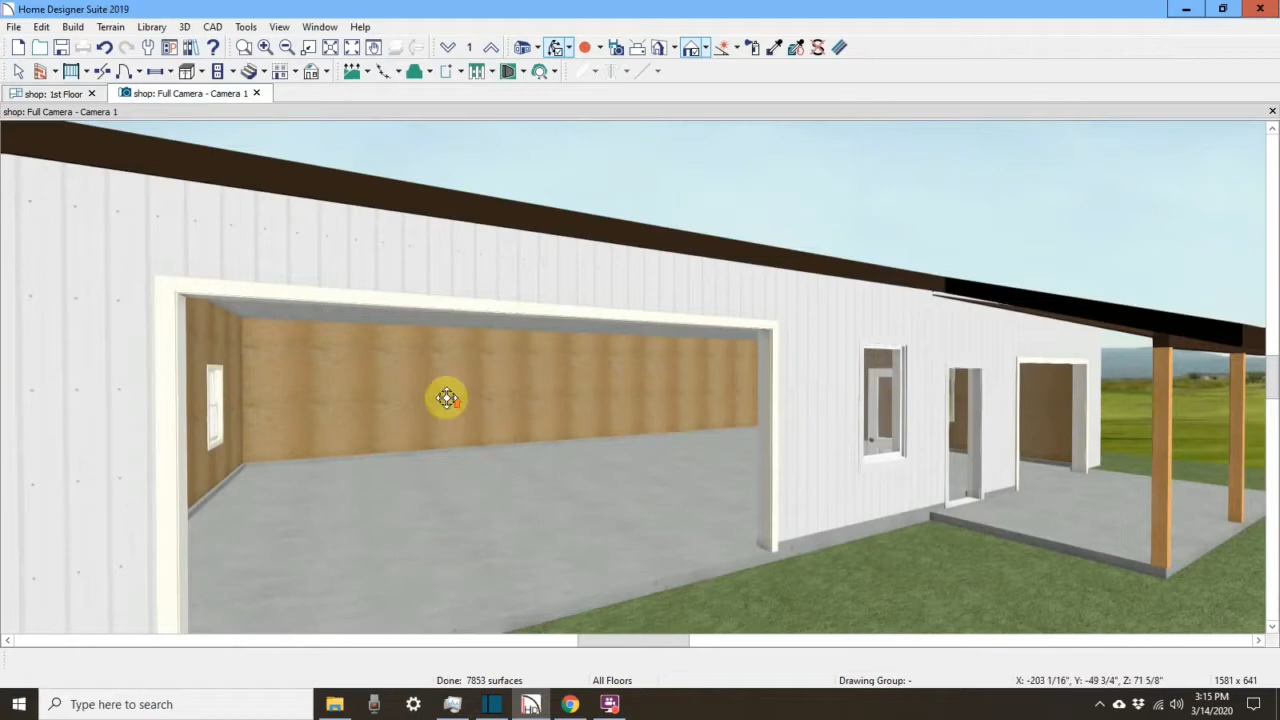 Home Designer Suite 2019
File Edit Build Terrain Library 3D CAD Tools View Window Help
1
shop: 1st Floor
shop: Full Camera - Camera 1
shop: Full Camera - Camera 1
Done: 7853 surfaces
All Floors
Drawing Group: -
X: -203 1/16", Y: -49 3/4", Z: 71 5/8"
1581 x 641
Type here to search
3:15 PM
3/14/2020